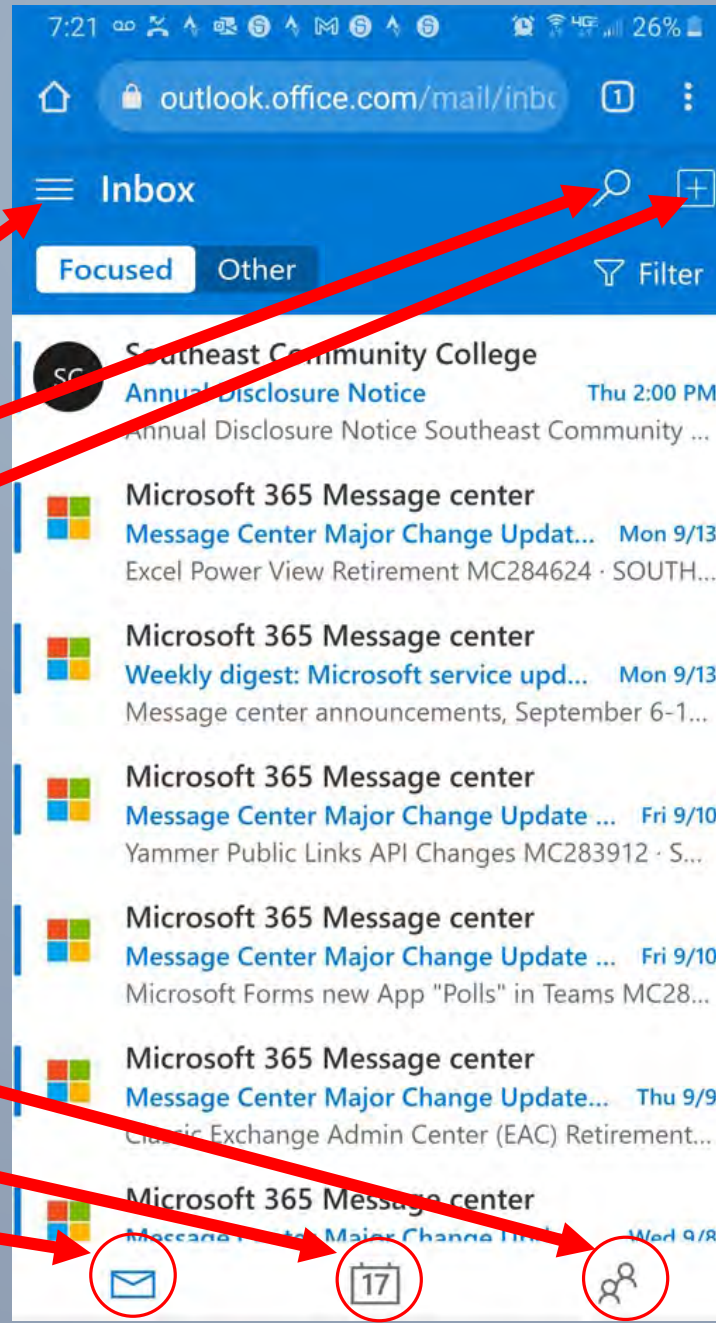 7:21 26%
outlook.office.com/mail/inbo 1
Inbox
Focused Other Filter
SC Southeast Community College
Annual Disclosure Notice Thu 2:00 PM
Annual Disclosure Notice Southeast Community ...
Microsoft 365 Message center
Message Center Major Change Updat... Mon 9/13
Excel Power View Retirement MC284624 · SOUTH...
Microsoft 365 Message center
Weekly digest: Microsoft service upd... Mon 9/13
Message center announcements, September 6-1...
Microsoft 365 Message center
Message Center Major Change Update ... Fri 9/10
Yammer Public Links API Changes MC283912 · S...
Microsoft 365 Message center
Message Center Major Change Update ... Fri 9/10
Microsoft Forms new App "Polls" in Teams MC28...
Microsoft 365 Message center
Message Center Major Change Update... Thu 9/9
Classic Exchange Admin Center (EAC) Retirement...
Microsoft 365 Message center
Message Center Major Change Wed 9/8
17